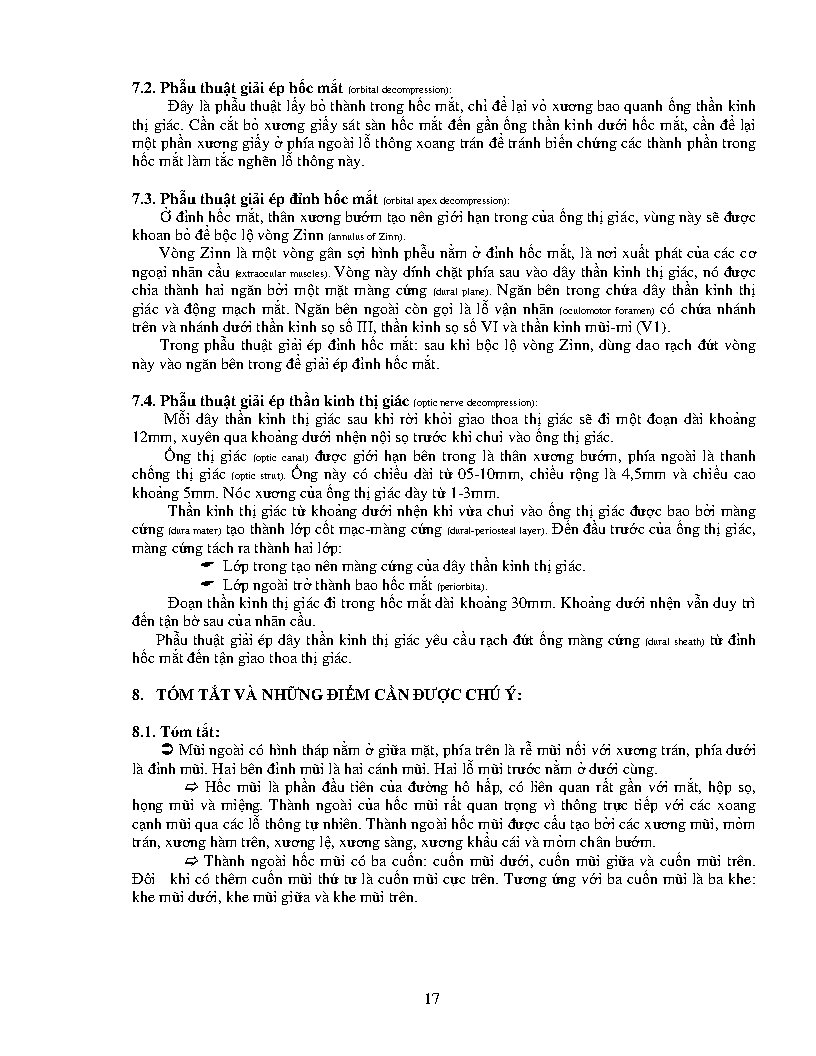 7.2. Phẫu thuật giải ép hốc mắt (orbital decompression):
Đây là phẫu thuật lấy bỏ thành trong hốc mắt, chỉ để lại vỏ xương bao quanh ống thần kinh
thị giác. Cần cắt bỏ xương giấy sát sàn hốc mắt đến gần ống thần kinh dưới hốc mắt, cần để lại
một phần xương giấy ở phía ngoài lỗ thông xoang trán để tránh biến chứng các thành phần trong
hốc mắt làm tắc nghẽn lỗ thông này.
7.3. Phẫu thuật giải ép đỉnh hốc mắt (orbital apex decompression):
Ở đỉnh hốc mắt, thân xương bướm tạo nên giới hạn trong của ống thị giác, vùng này sẽ được
khoan bỏ để bộc lộ vòng Zinn (annulus of Zinn).
Vòng Zinn là một vòng gân sợi hình phễu nằm ở đỉnh hốc mắt, là nơi xuất phát của các cơ
ngoại nhãn cầu (extraocular muscles). Vòng này dính chặt phía sau vào dây thần kinh thị giác, nó được
chia thành hai ngăn bởi một mặt màng cứng (dural plane). Ngăn bên trong chứa dây thần kinh thị
giác và động mạch mắt. Ngăn bên ngoài còn gọi là lỗ vận nhãn (oculomotor foramen) có chứa nhánh
trên và nhánh dưới thần kinh sọ số III, thần kinh sọ số VI và thần kinh mũi-mi (V1).
Trong phẫu thuật giải ép đỉnh hốc mắt: sau khi bộc lộ vòng Zinn, dùng dao rạch đứt vòng
này vào ngăn bên trong để giải ép đỉnh hốc mắt.
7.4. Phẫu thuật giải ép thần kinh thị giác (optic nerve decompression):
Mỗi dây thần kinh thị giác sau khi rời khỏi giao thoa thị giác sẽ đi một đoạn dài khoảng
12mm, xuyên qua khoang dưới nhện nội sọ trước khi chui vào ống thị giác.
Ống thị giác (optic canal) được giới hạn bên trong là thân xương bướm, phía ngoài là thanh
chống thị giác (optic strut). Ống này có chiều dài từ 05-10mm, chiều rộng là 4,5mm và chiều cao
khoảng 5mm. Nóc xương của ống thị giác dày từ 1-3mm.
Thần kinh thị giác từ khoang dưới nhện khi vừa chui vào ống thị giác được bao bởi màng
cứng (dura mater) tạo thành lớp cốt mạc-màng cứng (dural-periosteal layer). Đến đầu trước của ống thị giác,
màng cứng tách ra thành hai lớp:
☛ Lớp trong tạo nên màng cứng của dây thần kinh thị giác.
☛ Lớp ngoài trở thành bao hốc mắt (periorbita).
Đoạn thần kinh thị giác đi trong hốc mắt dài khoảng 30mm. Khoang dưới nhện vẫn duy trì
đến tận bờ sau của nhãn cầu.
Phẫu thuật giải ép dây thần kinh thị giác yêu cầu rạch đứt ống màng cứng (dural sheath) từ đỉnh
hốc mắt đến tận giao thoa thị giác.
8. TÓM TẮT VÀ NHỮNG ĐIỂM CẦN ĐƯỢC CHÚ Ý:
8.1. Tóm tắt:
➲ Mũi ngoài có hình tháp nằm ở giữa mặt, phía trên là rễ mũi nối với xương trán, phía dưới
là đỉnh mũi. Hai bên đỉnh mũi là hai cánh mũi. Hai lỗ mũi trước nằm ở dưới cùng.
➪ Hốc mũi là phần đầu tiên của đường hô hấp, có liên quan rất gần với mắt, hộp sọ,
họng mũi và miệng. Thành ngoài của hốc mũi rất quan trọng vì thông trực tiếp với các xoang
cạnh mũi qua các lỗ thông tự nhiên. Thành ngoài hốc mũi được cấu tạo bởi các xương mũi, mỏm
trán, xương hàm trên, xương lệ, xương sàng, xương khẩu cái và mỏm chân bướm.
➪ Thành ngoài hốc mũi có ba cuốn: cuốn mũi dưới, cuốn mũi giữa và cuốn mũi trên.
Đôi khi có thêm cuốn mũi thứ tư là cuốn mũi cực trên. Tương ứng với ba cuốn mũi là ba khe:
khe mũi dưới, khe mũi giữa và khe mũi trên.
17